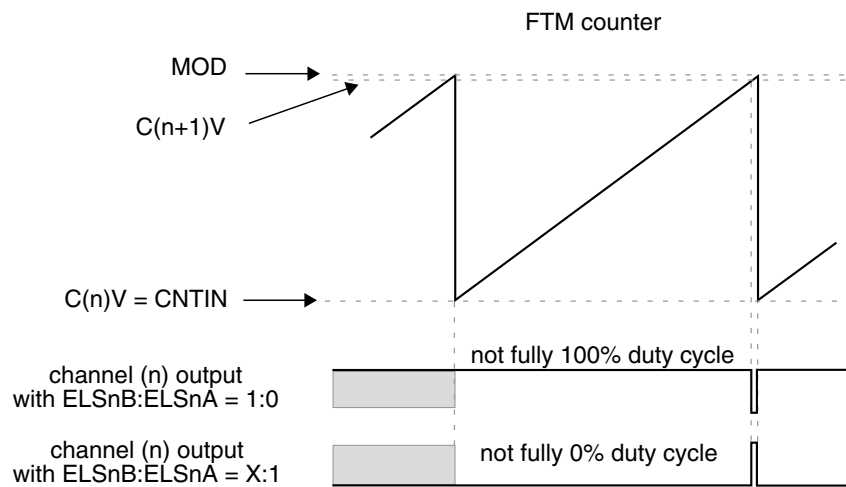 FTM counter
MOD
C(n+1)V
C(n)V = CNTIN
not fully 100% duty cycle
channel (n) output
with ELSnB:ELSnA = 1:0
channel (n) output
with ELSnB:ELSnA = X:1
not fully 0% duty cycle